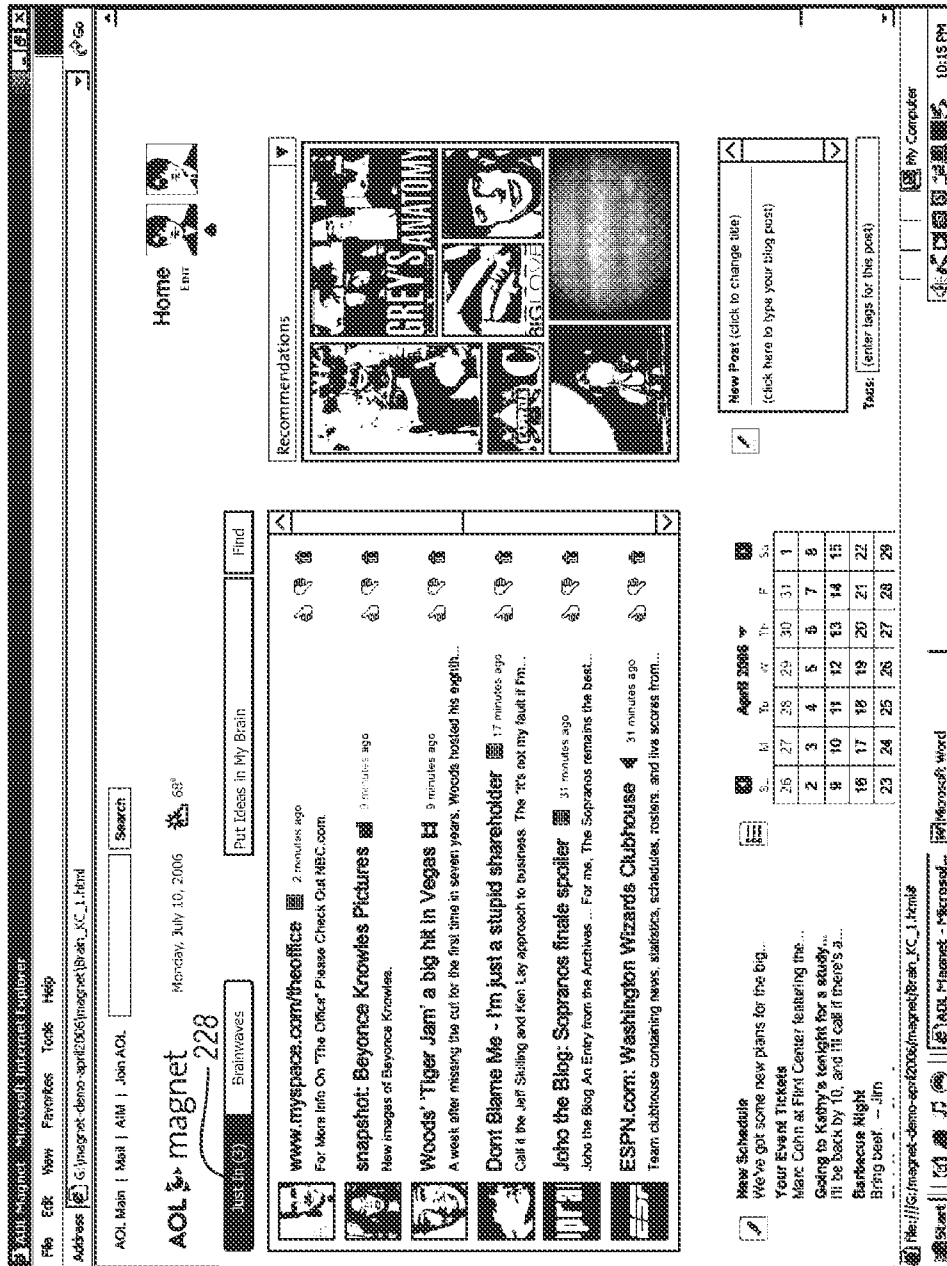 AOL Magnet - Microsoft Internet Explorer
File Edit View Favorites Tools Help
Address G:\magnet-demo-april2006\magnet\Brain_KC_1.html Go
AOL Main | Mail | AIM | Join AOL Search
AOL magnet Monday, July 10, 2006 68°
Home
EDIT
228
Brainwaves Put Ideas in My Brain Find
www.myspace.com/theoffice 2 minutes ago
For More Info On "The Office" Please Check Out NBC.com.
snapshot: Beyonce Knowles Pictures 9 minutes ago
New images of Beyonce Knowles.
Woods' 'Tiger Jam' a big hit in Vegas 9 minutes ago
A week after missing the cut for the first time in seven years, Woods hosted his eighth...
Dont Blame Me - I'm just a stupid shareholder 17 minutes ago
Call it the Jeff Skilling and Ken Lay approach to business. The "It's not my fault if I'm...
Joho the Blog: Sopranos finale spoiler 31 minutes ago
Joho the Blog An Entry from the Archives ... For me, The Sopranos remains the best...
ESPN.com: Washington Wizards Clubhouse 31 minutes ago
Team clubhouse containing news, statistics, schedules, rosters, and live scores from...
Recommendations
GREY'S ANATOMY
BIG LOVE
New Schedule
We've got some new plans for the big...
Your Event Tickets
Marc Cohn at Flint Center featuring the...
Going to Kathy's tonight for a study...
I'll be back by 10, and I'll call if there's a...
Barbecue Night
Bring beef. -- Jim
April 2006
M Tu W Th F Sa
26 27 28 29 30 31 1
2 3 4 5 6 7 8
9 10 11 12 13 14 15
16 17 18 19 20 21 22
23 24 25 26 27 28 29
New Post (click to change title)
(click here to type your blog post)
TAGS: (enter tags for this post)
File:///G:/magnet-demo-april2006/magnet/Brain_KC_1.html# My Computer
Start AOL Magnet - Microsof... Microsoft Word 10:15 PM